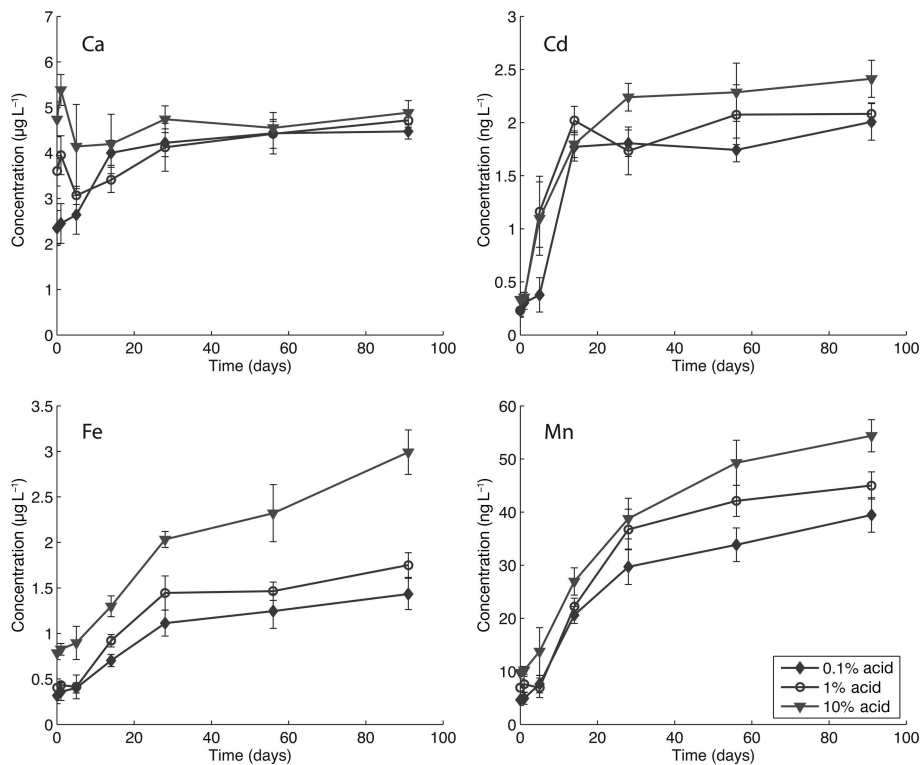 Ca
Concentration (µg L⁻¹)
7
6
5
4
3
2
1
0
0 20 40 60 80 100
Time (days)
Cd
Concentration (ng L⁻¹)
3
2.5
2
1.5
1
0.5
0
0 20 40 60 80 100
Time (days)
Fe
Concentration (µg L⁻¹)
3.5
3
2.5
2
1.5
1
0.5
0
0 20 40 60 80 100
Time (days)
Mn
Concentration (ng L⁻¹)
60
50
40
30
20
10
0
0 20 40 60 80 100
Time (days)
0.1% acid
1% acid
10% acid